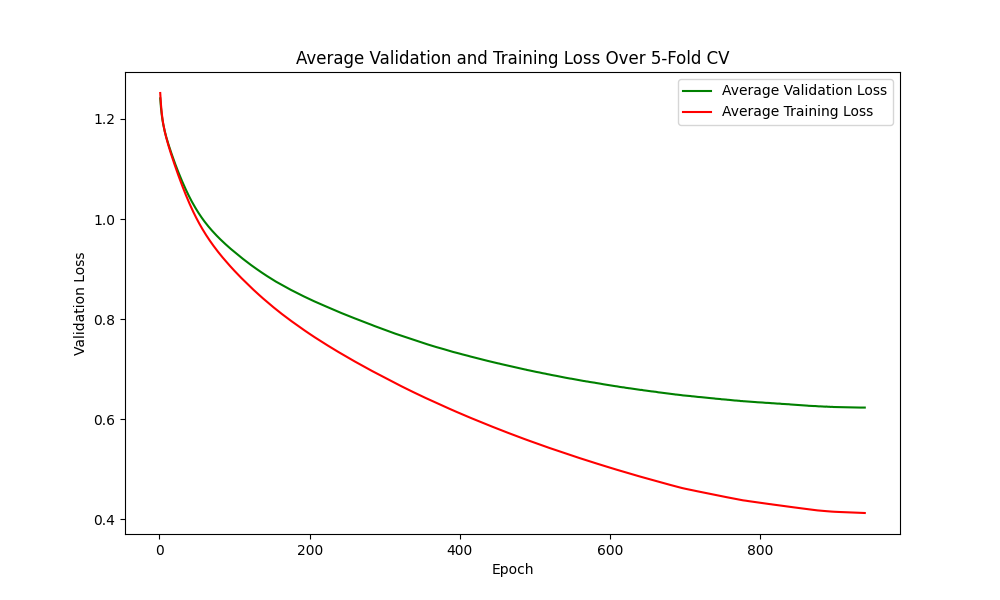 Average Validation and Training Loss Over 5-Fold CV
Average Validation Loss
Average Training Loss
Validation Loss
1.2
1.0
0.8
0.6
0.4
0
200
400
600
800
Epoch